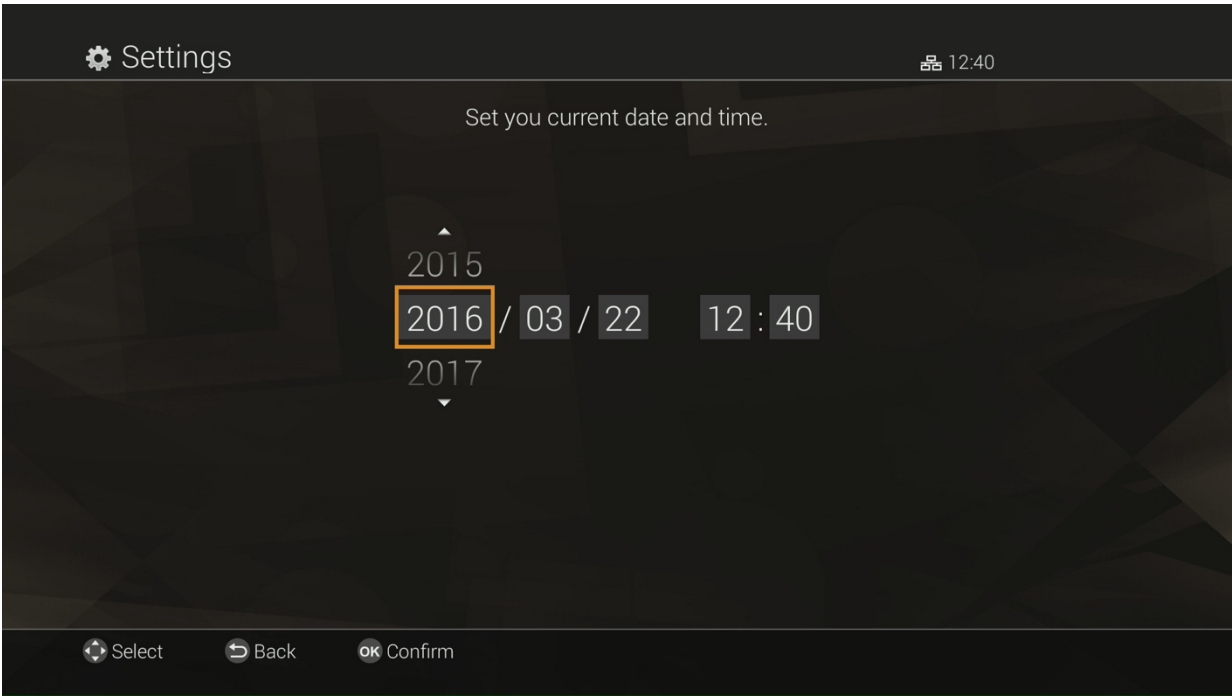 Settings
12:40
Set you current date and time.
2015
2016 / 03 / 22 12 : 40
2017
Select Back OK Confirm